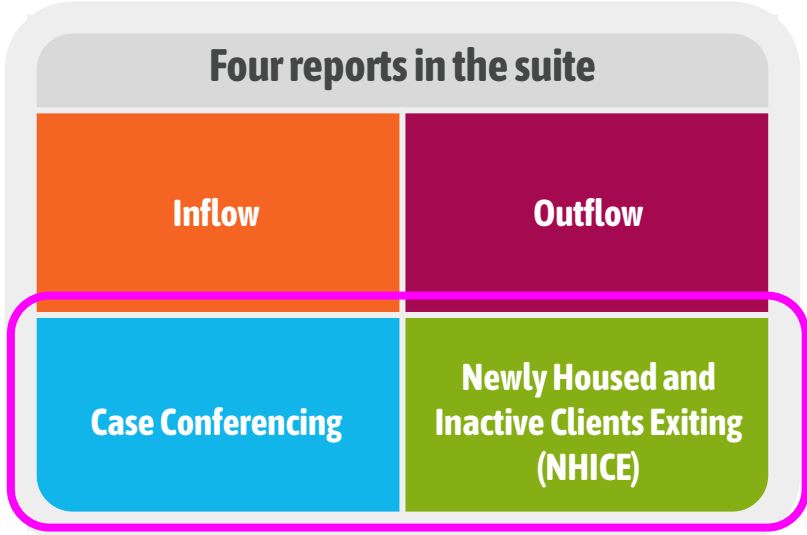 Four reports in the suite
Inflow
Outflow
Case Conferencing
Newly Housed and
Inactive Clients Exiting
(NHICE)